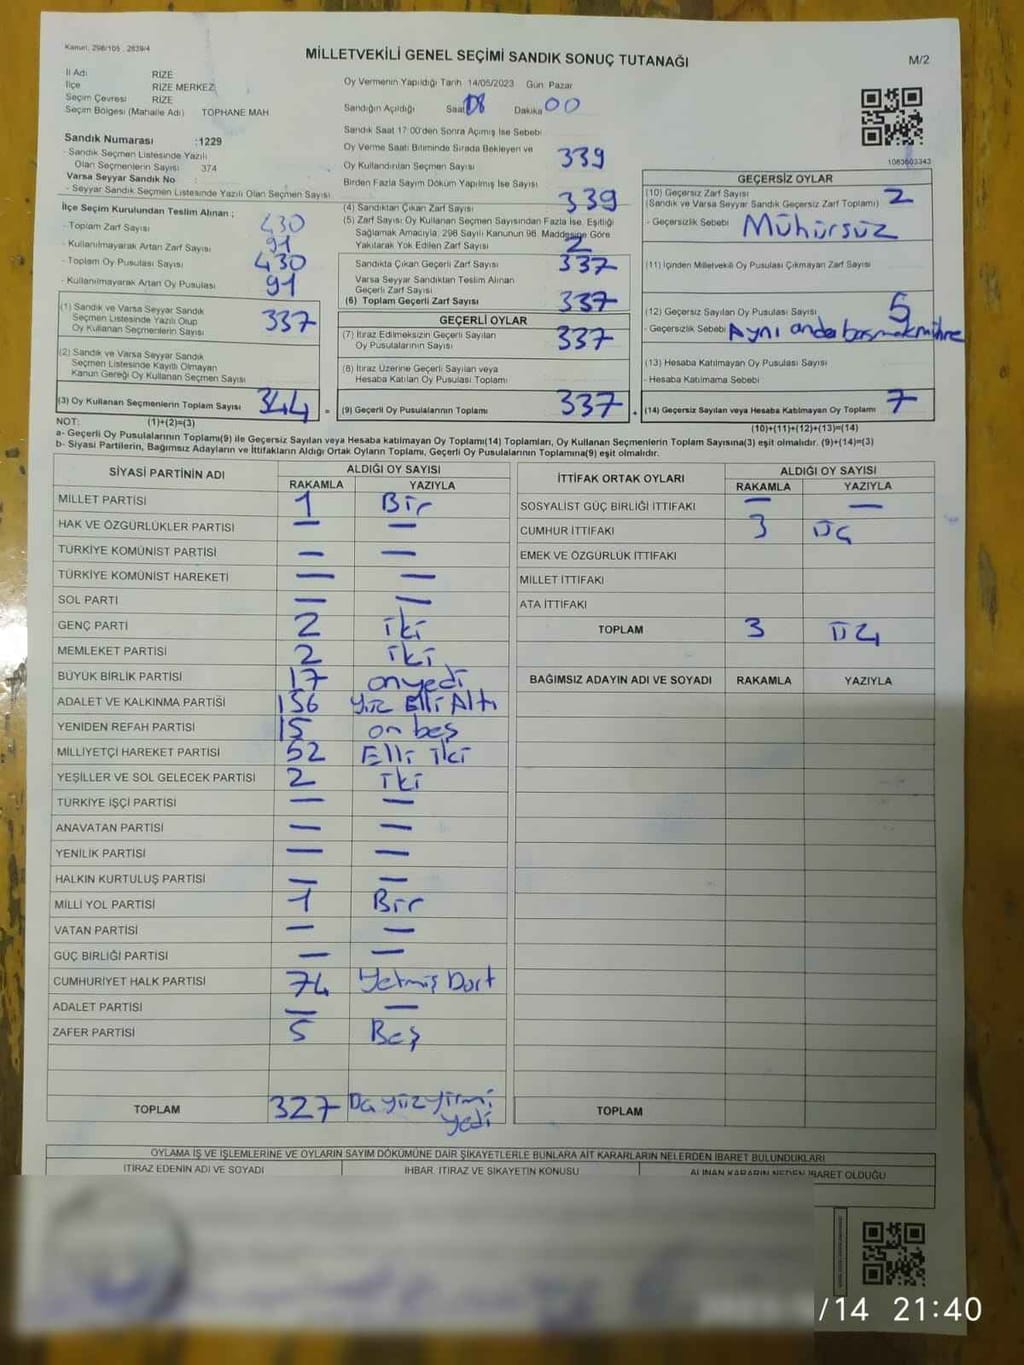 Kanun: 298/105 , 2839/4
MİLLETVEKİLİ GENEL SEÇİMİ SANDIK SONUÇ TUTANAĞI
M/2
İl Adı RİZE
İlçe RİZE MERKEZ
Seçim Çevresi RİZE
Seçim Bölgesi (Mahalle Adı) TOPHANE MAH
Sandık Numarası :1229
- Sandık Seçmen Listesinde Yazılı
Olan Seçmenlerin Sayısı : 374
Varsa Seyyar Sandık No :
- Seyyar Sandık Seçmen Listesinde Yazılı Olan Seçmen Sayısı
İlçe Seçim Kurulundan Teslim Alınan ;
- Toplam Zarf Sayısı 430
- Kullanılmayarak Artan Zarf Sayısı 91
- Toplam Oy Pusulası Sayısı 430
- Kullanılmayarak Artan Oy Pusulası 91
(1) Sandık ve Varsa Seyyar Sandık
Seçmen Listesinde Yazılı Olup
Oy Kullanan Seçmenlerin Sayısı 337
(2) Sandık ve Varsa Seyyar Sandık
Seçmen Listesinde Kayıtlı Olmayan
Kanun Gereği Oy Kullanan Seçmen Sayısı
(3) Oy Kullanan Seçmenlerin Toplam Sayısı 344 =
Oy Vermenin Yapıldığı Tarih 14/05/2023 Gün Pazar
Sandığın Açıldığı Saat 08 Dakika 00
Sandık Saat 17:00'den Sonra Açılmış İse Sebebi
Oy Verme Saati Bitiminde Sırada Bekleyen ve
Oy Kullandırılan Seçmen Sayısı 339
Birden Fazla Sayım Döküm Yapılmış İse Sayısı
(4) Sandıktan Çıkan Zarf Sayısı 339
(5) Zarf Sayısı Oy Kullanan Seçmen Sayısından Fazla İse, Eşitliği
Sağlamak Amacıyla, 298 Sayılı Kanunun 98. Maddesine Göre
Yakılarak Yok Edilen Zarf Sayısı 2
Sandıkta Çıkan Geçerli Zarf Sayısı 337
Varsa Seyyar Sandıktan Teslim Alınan
Geçerli Zarf Sayısı
(6) Toplam Geçerli Zarf Sayısı 337
GEÇERLİ OYLAR
(7) İtiraz Edilmeksizin Geçerli Sayılan
Oy Pusulalarının Sayısı 337
(8) İtiraz Üzerine Geçerli Sayılan veya
Hesaba Katılan Oy Pusulası Toplamı
(9) Geçerli Oy Pusulalarının Toplamı 337
1083603343
GEÇERSİZ OYLAR
(10) Geçersiz Zarf Sayısı 2
(Sandık ve Varsa Seyyar Sandık Geçersiz Zarf Toplamı)
- Geçersizlik Sebebi Mühürsüz
(11) İçinden Milletvekili Oy Pusulası Çıkmayan Zarf Sayısı
(12) Geçersiz Sayılan Oy Pusulası Sayısı 5
- Geçersizlik Sebebi Aynı anda
(13) Hesaba Katılmayan Oy Pusulası Sayısı
- Hesaba Katılmama Sebebi
(14) Geçersiz Sayılan veya Hesaba Katılmayan Oy Toplamı 7
NOT: (1)+(2)=(3) (10)+(11)+(12)+(13)=(14)
a- Geçerli Oy Pusulalarının Toplamı(9) ile Geçersiz Sayılan veya Hesaba katılmayan Oy Toplamı(14) Toplamları, Oy Kullanan Seçmenlerin Toplam Sayısına(3) eşit olmalıdır. (9)+(14)=(3)
b- Siyasi Partilerin, Bağımsız Adayların ve İttifakların Aldığı Ortak Oyların Toplamı, Geçerli Oy Pusulalarının Toplamına(9) eşit olmalıdır.
SİYASİ PARTİNİN ADI ALDIĞI OY SAYISI
RAKAMLA YAZIYLA
MİLLET PARTİSİ 1 Bir
HAK VE ÖZGÜRLÜKLER PARTİSİ — —
TÜRKİYE KOMÜNİST PARTİSİ — —
TÜRKİYE KOMÜNİST HAREKETİ — —
SOL PARTİ — —
GENÇ PARTİ 2 iki
MEMLEKET PARTİSİ 2 iki
BÜYÜK BİRLİK PARTİSİ 17 onyedi
ADALET VE KALKINMA PARTİSİ 156 Yüz Elli Altı
YENİDEN REFAH PARTİSİ 15 on beş
MİLLİYETÇİ HAREKET PARTİSİ 52 Elli iki
YEŞİLLER VE SOL GELECEK PARTİSİ 2 iki
TÜRKİYE İŞÇİ PARTİSİ — —
ANAVATAN PARTİSİ — —
YENİLİK PARTİSİ — —
HALKIN KURTULUŞ PARTİSİ — —
MİLLİ YOL PARTİSİ 1 Bir
VATAN PARTİSİ — —
GÜÇ BİRLİĞİ PARTİSİ — —
CUMHURİYET HALK PARTİSİ 74 Yetmiş Dört
ADALET PARTİSİ — —
ZAFER PARTİSİ 5 Beş
TOPLAM 327 Üç yüz yirmi
yedi
İTTİFAK ORTAK OYLARI ALDIĞI OY SAYISI
RAKAMLA YAZIYLA
SOSYALİST GÜÇ BİRLİĞİ İTTİFAKI — —
CUMHUR İTTİFAKI 3 Üç
EMEK VE ÖZGÜRLÜK İTTİFAKI
MİLLET İTTİFAKI
ATA İTTİFAKI
TOPLAM 3 Üç
BAĞIMSIZ ADAYIN ADI VE SOYADI RAKAMLA YAZIYLA
TOPLAM
OYLAMA İŞ VE İŞLEMLERİNE VE OYLARIN SAYIM DÖKÜMÜNE DAİR ŞİKAYETLERLE BUNLARA AİT KARARLARIN NELERDEN İBARET BULUNDUKLARI
İTİRAZ EDENİN ADI VE SOYADI İHBAR, İTİRAZ VE ŞİKAYETİN KONUSU ALINAN KARARIN NEDEN İBARET OLDUĞU
/14 21:40